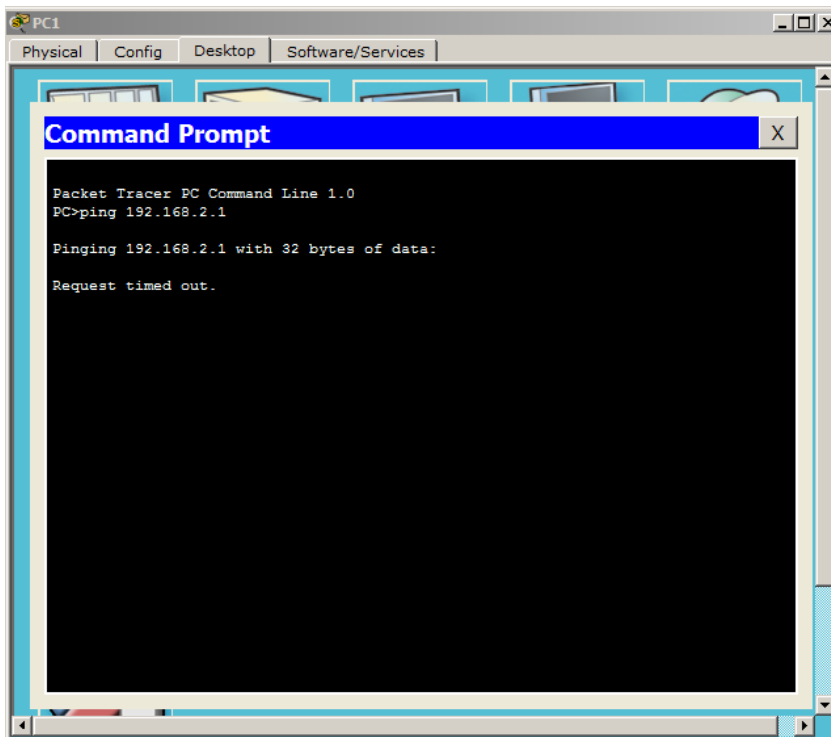 PC1
Physical Config Desktop Software/Services
Command Prompt X
Packet Tracer PC Command Line 1.0
PC>ping 192.168.2.1
Pinging 192.168.2.1 with 32 bytes of data:
Request timed out.